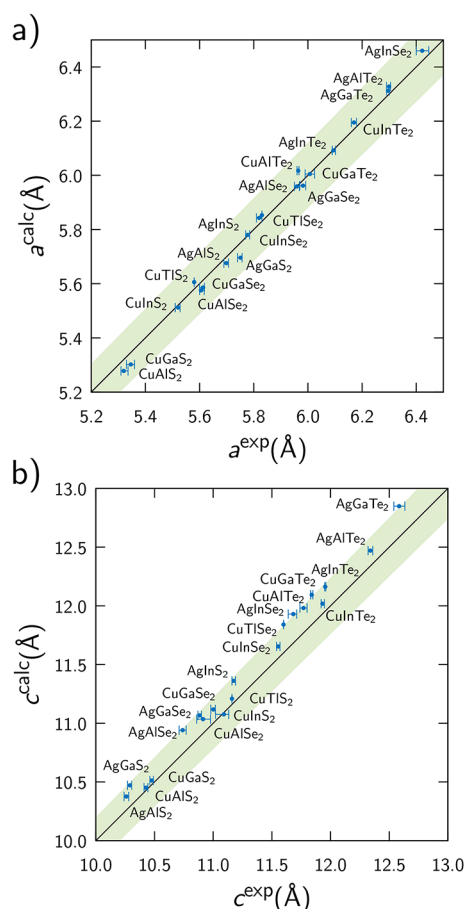 a)
6.4
6.2
6.0
5.8
5.6
5.4
5.2
a^calc(Å)
AgInSe₂
AgAlTe₂
AgGaTe₂
CuInTe₂
AgInTe₂
CuAlTe₂
CuGaTe₂
AgAlSe₂
AgGaSe₂
AgInS₂
CuTlSe₂
CuInSe₂
AgAlS₂
AgGaS₂
CuTlS₂
CuGaSe₂
CuInS₂
CuAlSe₂
CuGaS₂
CuAlS₂
5.2 5.4 5.6 5.8 6.0 6.2 6.4
a^exp(Å)
b)
13.0
12.5
12.0
11.5
11.0
10.5
10.0
c^calc(Å)
AgGaTe₂
AgAlTe₂
AgInTe₂
CuGaTe₂
CuAlTe₂
AgInSe₂
CuInTe₂
CuTlSe₂
CuInSe₂
AgInS₂
CuGaSe₂
CuTlS₂
AgGaSe₂
CuInS₂
AgAlSe₂
CuAlSe₂
AgGaS₂
CuGaS₂
CuAlS₂
AgAlS₂
10.0 10.5 11.0 11.5 12.0 12.5 13.0
c^exp(Å)